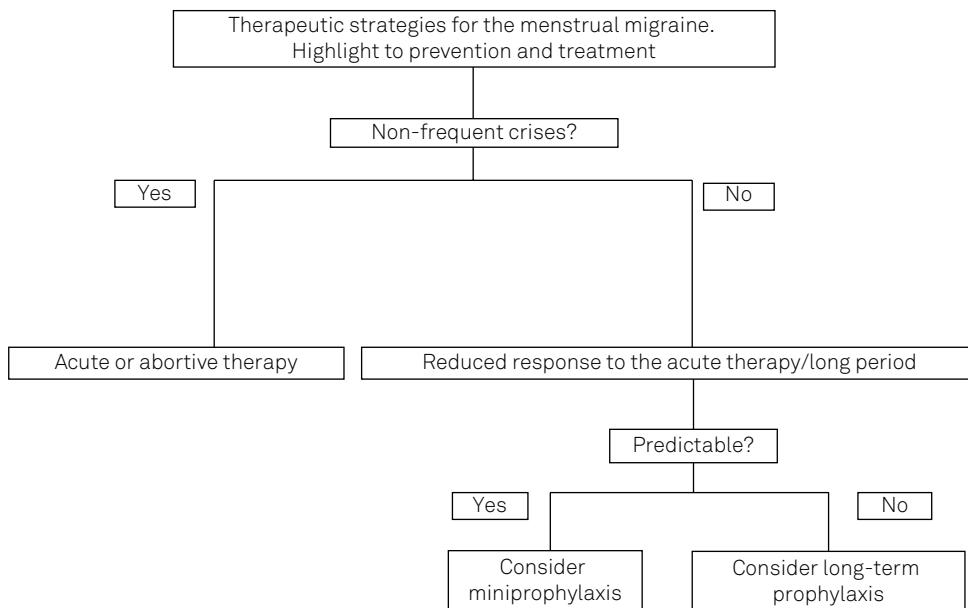 Therapeutic strategies for the menstrual migraine.
Highlight to prevention and treatment
Non-frequent crises?
Yes
No
Acute or abortive therapy
Reduced response to the acute therapy/long period
Predictable?
Yes
No
Consider
miniprophylaxis
Consider long-term
prophylaxis